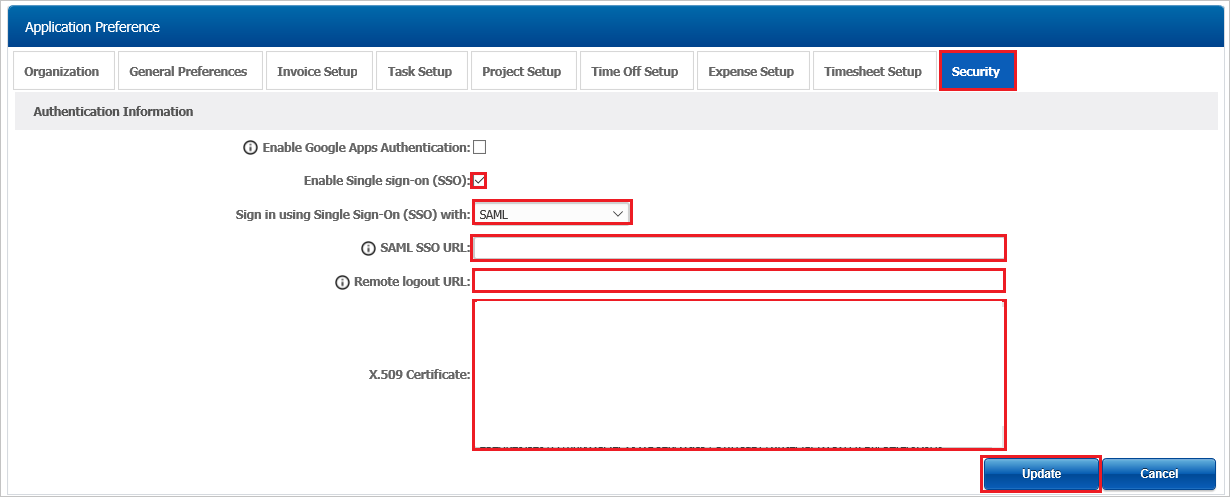 Application Preference
Organization General Preferences Invoice Setup Task Setup Project Setup Time Off Setup Expense Setup Timesheet Setup Security
Authentication Information
Enable Google Apps Authentication:
Enable Single sign-on (SSO):
Sign in using Single Sign-On (SSO) with: SAML
SAML SSO URL:
Remote logout URL:
X.509 Certificate:
Update Cancel